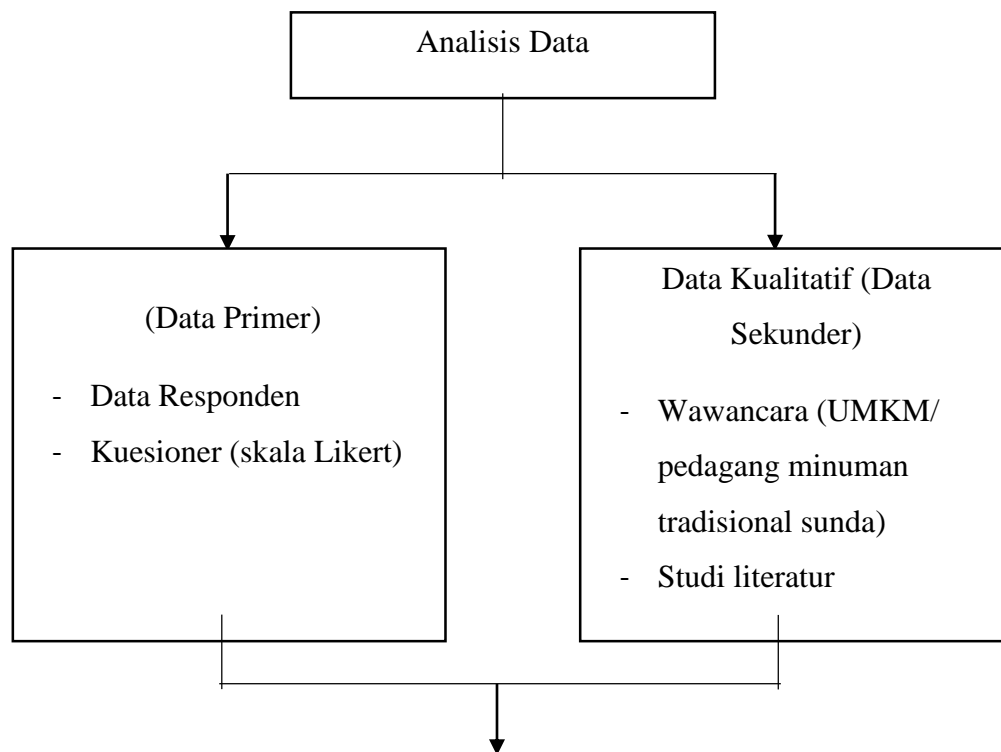 Analisis Data
(Data Primer)
- Data Responden
- Kuesioner (skala Likert)
Data Kualitatif (Data
Sekunder)
- Wawancara (UMKM/
pedagang minuman
tradisional sunda)
- Studi literatur